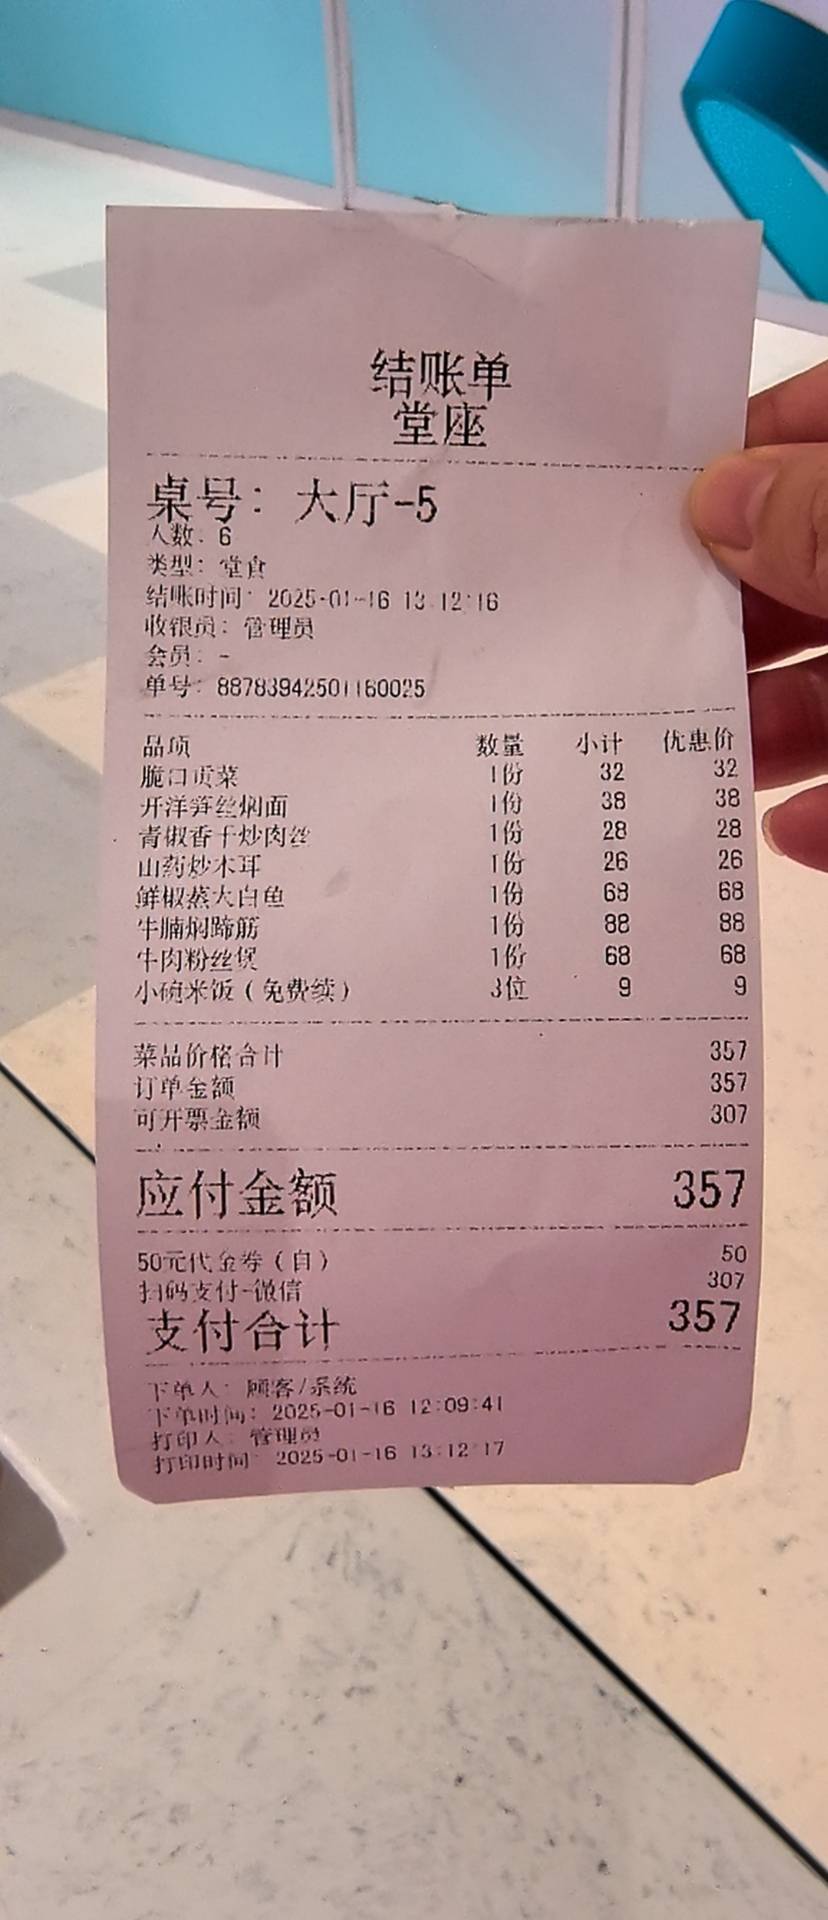 结账单
堂座
桌号: 大厅-5
人数: 6
类型: 堂食
结账时间: 2025-01-16 13:12:16
收银员: 管理员
会员: -
单号: 88783942501160025
品项 数量 小计 优惠价
脆口贡菜 1份 32 32
开洋笋丝焖面 1份 38 38
青椒香干炒肉丝 1份 28 28
山药炒木耳 1份 26 26
鲜椒蒸大白鱼 1份 68 68
牛腩焖蹄筋 1份 88 88
牛肉粉丝煲 1份 68 68
小碗米饭(免费续) 3位 9 9
菜品价格合计 357
订单金额 357
可开票金额 307
应付金额 357
50元代金券(自) 50
扫码支付-微信 307
支付合计 357
下单人: 顾客/系统
下单时间: 2025-01-16 12:09:41
打印人: 管理员
打印时间: 2025-01-16 13:12:17